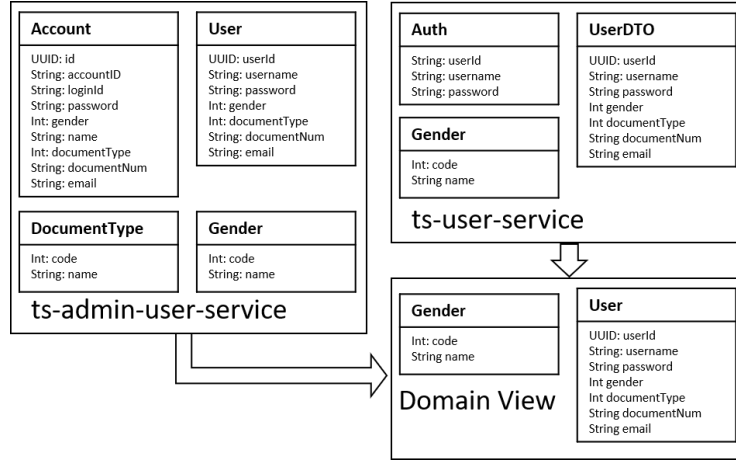 Account
UUID: id
String: accountID
String: loginId
String: password
Int: gender
String: name
Int: documentType
String: documentNum
String: email
User
UUID: userId
String: username
String: password
Int: gender
Int: documentType
String: documentNum
String: email
DocumentType
Int: code
String: name
Gender
Int: code
String: name
ts-admin-user-service
Auth
String: userId
String: username
String: password
UserDTO
UUID: userId
String: username
String password
Int gender
Int documentType
String documentNum
String email
Gender
Int: code
String name
ts-user-service
Gender
Int: code
String name
User
UUID: userId
String: username
String password
Int gender
Int documentType
String documentNum
String email
Domain View